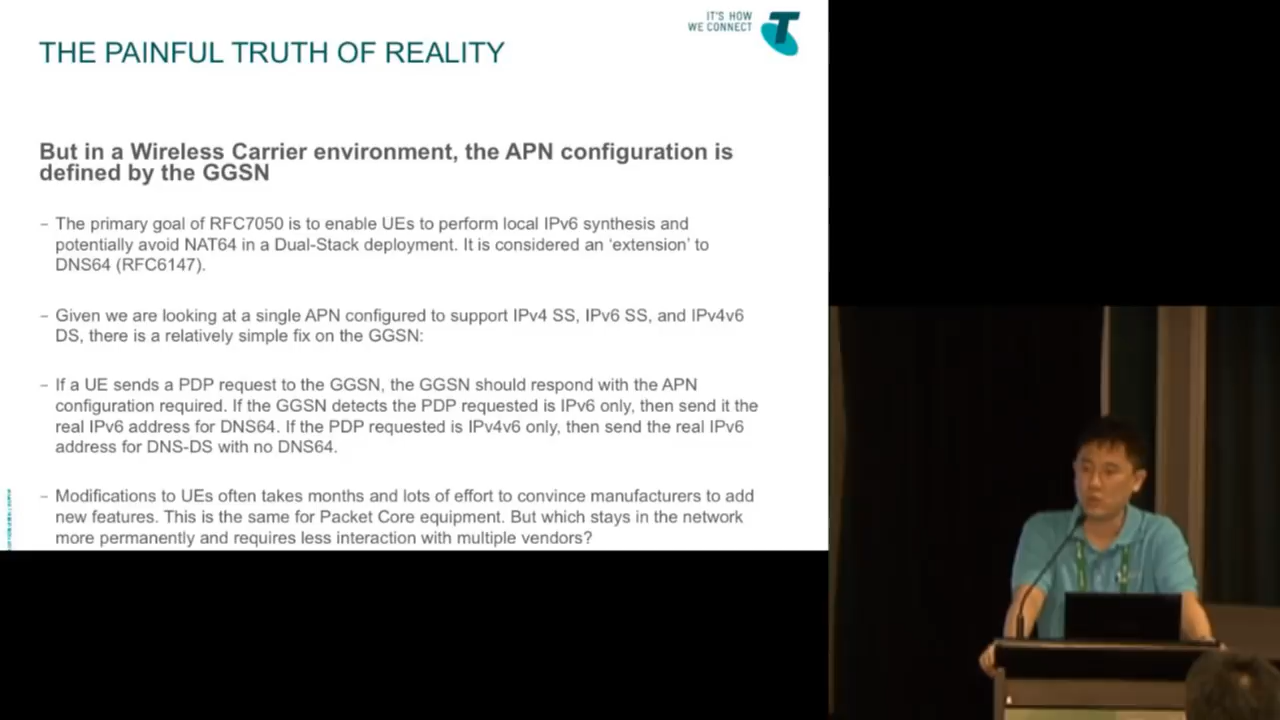 IT'S HOW
WE CONNECT
THE PAINFUL TRUTH OF REALITY
But in a Wireless Carrier environment, the APN configuration is
defined by the GGSN
– The primary goal of RFC7050 is to enable UEs to perform local IPv6 synthesis and
potentially avoid NAT64 in a Dual-Stack deployment. It is considered an 'extension' to
DNS64 (RFC6147).
– Given we are looking at a single APN configured to support IPv4 SS, IPv6 SS, and IPv4v6
DS, there is a relatively simple fix on the GGSN:
– If a UE sends a PDP request to the GGSN, the GGSN should respond with the APN
configuration required. If the GGSN detects the PDP requested is IPv6 only, then send it the
real IPv6 address for DNS64. If the PDP requested is IPv4v6 only, then send the real IPv6
address for DNS-DS with no DNS64.
– Modifications to UEs often takes months and lots of effort to convince manufacturers to add
new features. This is the same for Packet Core equipment. But which stays in the network
more permanently and requires less interaction with multiple vendors?